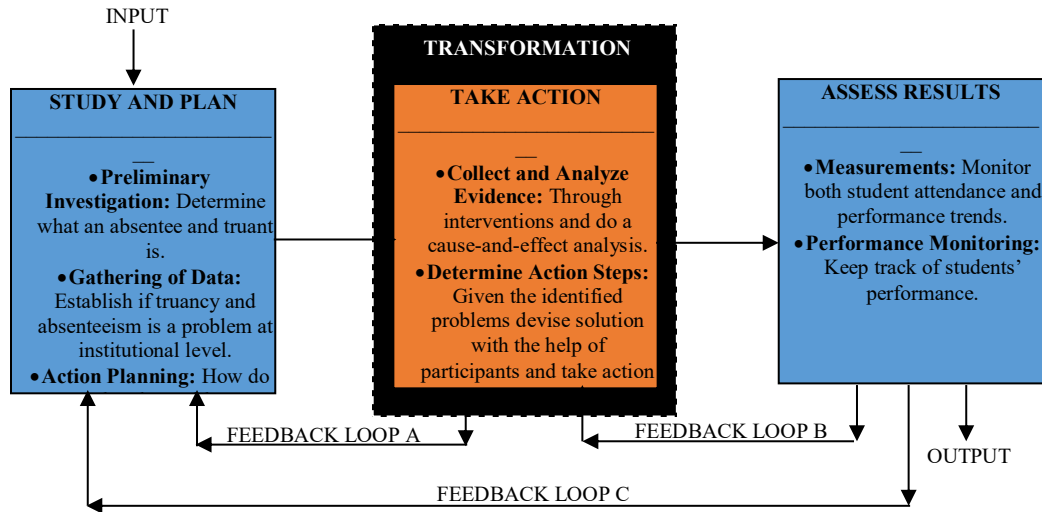 INPUT
STUDY AND PLAN
•Preliminary
Investigation: Determine
what an absentee and truant
is.
•Gathering of Data:
Establish if truancy and
absenteeism is a problem at
institutional level.
•Action Planning: How do
TRANSFORMATION
TAKE ACTION
•Collect and Analyze
Evidence: Through
interventions and do a
cause-and-effect analysis.
•Determine Action Steps:
Given the identified
problems devise solution
with the help of
participants and take action
ASSESS RESULTS
•Measurements: Monitor
both student attendance and
performance trends.
•Performance Monitoring:
Keep track of students’
performance.
FEEDBACK LOOP A
FEEDBACK LOOP B
OUTPUT
FEEDBACK LOOP C